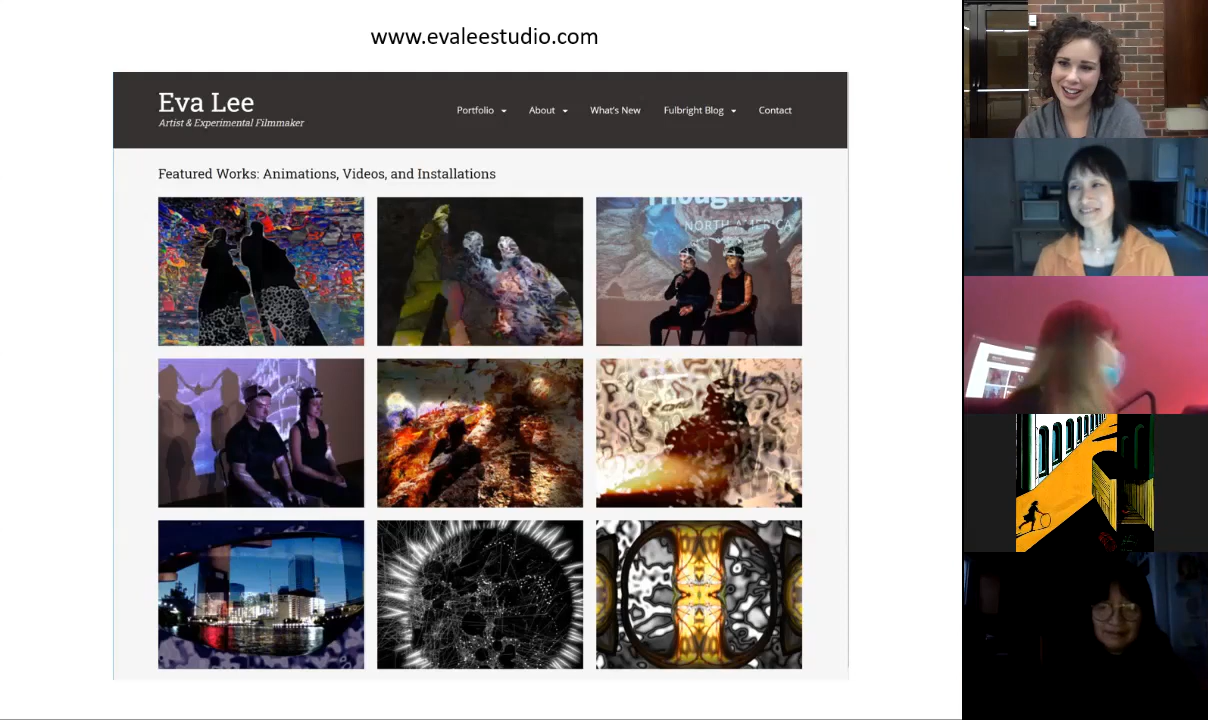 www.evaleestudio.com
Eva Lee
Artist & Experimental Filmmaker
Portfolio
About
What's New
Fulbright Blog
Contact
Featured Works: Animations, Videos, and Installations
NORTH AMERICA